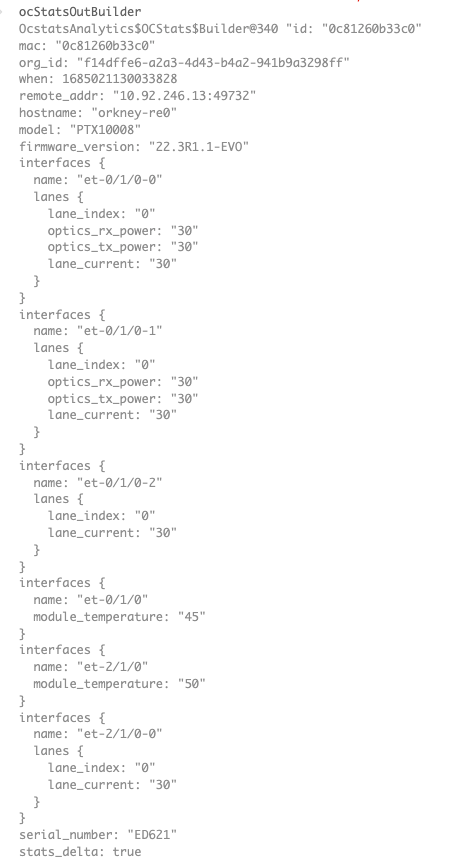 ocStatsOutBuilder
OcstatsAnalytics$OCStats$Builder@340 "id: "0c81260b33c0"
mac: "0c81260b33c0"
org_id: "f14dffe6-a2a3-4d43-b4a2-941b9a3298ff"
when: 1685021130033828
remote_addr: "10.92.246.13:49732"
hostname: "orkney-re0"
model: "PTX10008"
firmware_version: "22.3R1.1-EVO"
interfaces {
  name: "et-0/1/0-0"
  lanes {
    lane_index: "0"
    optics_rx_power: "30"
    optics_tx_power: "30"
    lane_current: "30"
  }
}
interfaces {
  name: "et-0/1/0-1"
  lanes {
    lane_index: "0"
    optics_rx_power: "30"
    optics_tx_power: "30"
    lane_current: "30"
  }
}
interfaces {
  name: "et-0/1/0-2"
  lanes {
    lane_index: "0"
    lane_current: "30"
  }
}
interfaces {
  name: "et-0/1/0"
  module_temperature: "45"
}
interfaces {
  name: "et-2/1/0"
  module_temperature: "50"
}
interfaces {
  name: "et-2/1/0-0"
  lanes {
    lane_index: "0"
    lane_current: "30"
  }
}
serial_number: "ED621"
stats_delta: true